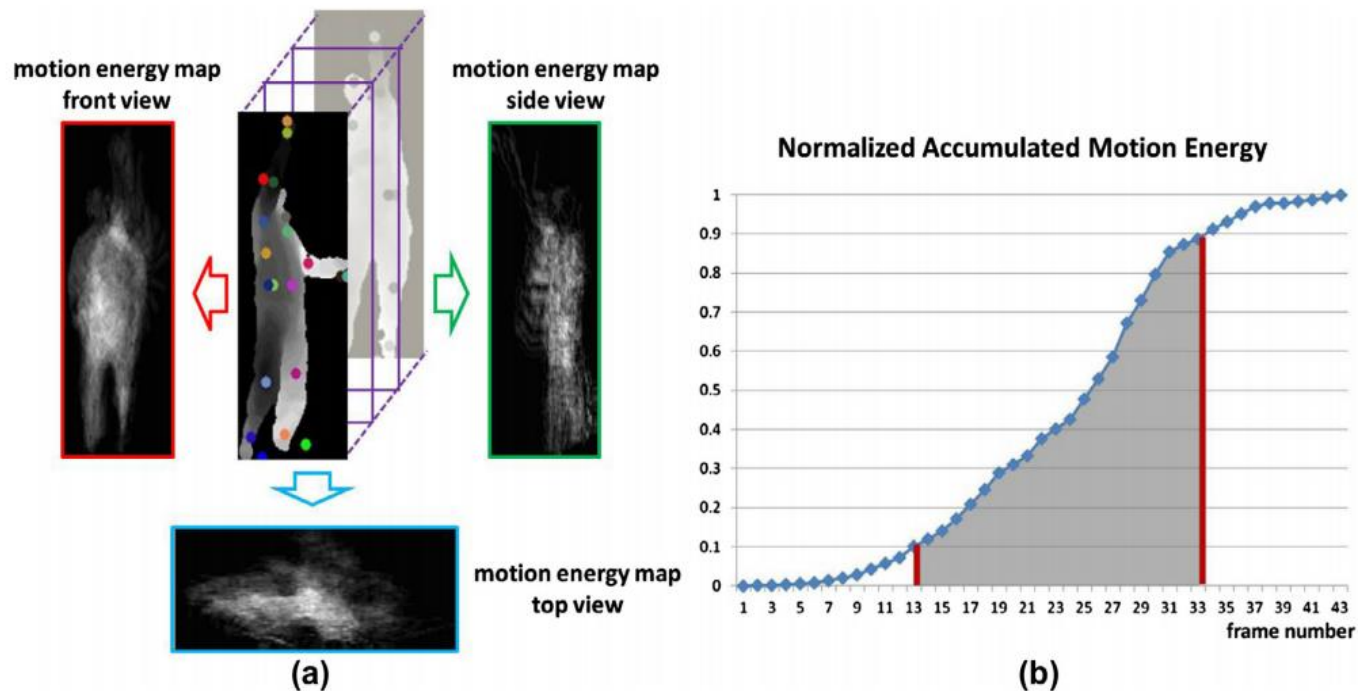 motion energy map
front view
motion energy map
side view
motion energy map
top view
(a)
Normalized Accumulated Motion Energy
1
0.9
0.8
0.7
0.6
0.5
0.4
0.3
0.2
0.1
0
1 3 5 7 9 11 13 15 17 19 21 23 25 27 29 31 33 35 37 39 41 43
frame number
(b)